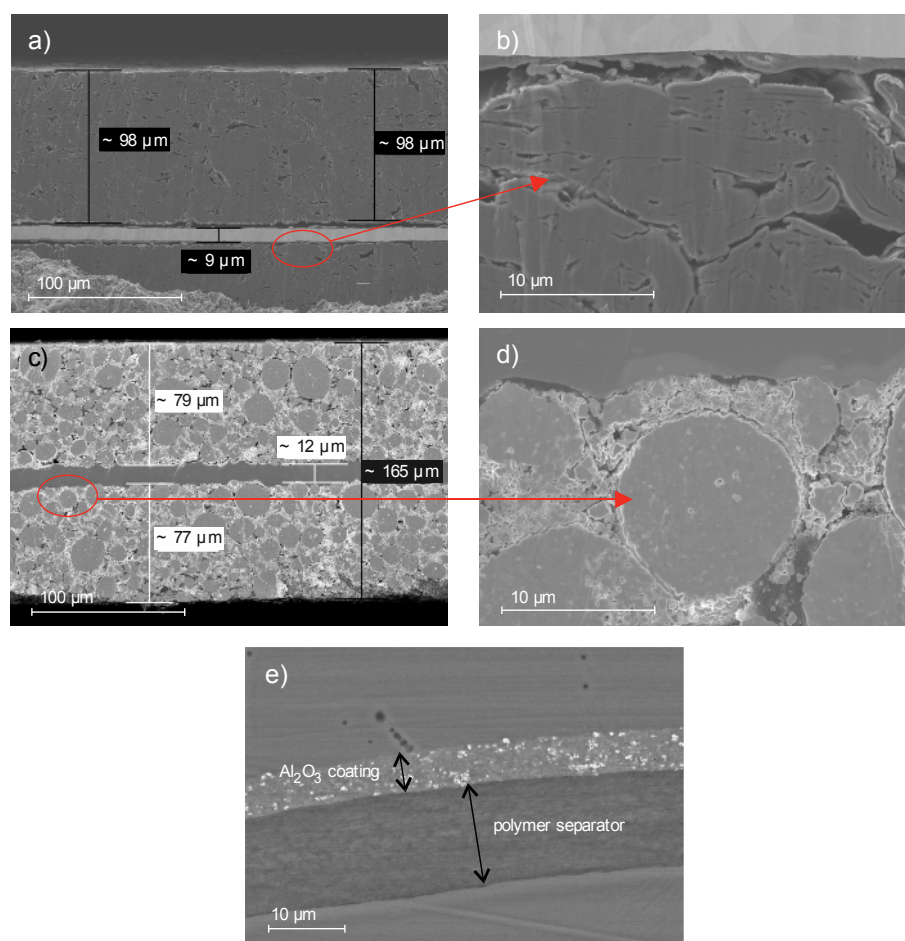 a)
~ 98 µm
~ 98 µm
~ 9 µm
100 µm
b)
10 µm
c)
~ 79 µm
~ 12 µm
~ 165 µm
~ 77 µm
100 µm
d)
10 µm
e)
Al₂O₃ coating
polymer separator
10 µm